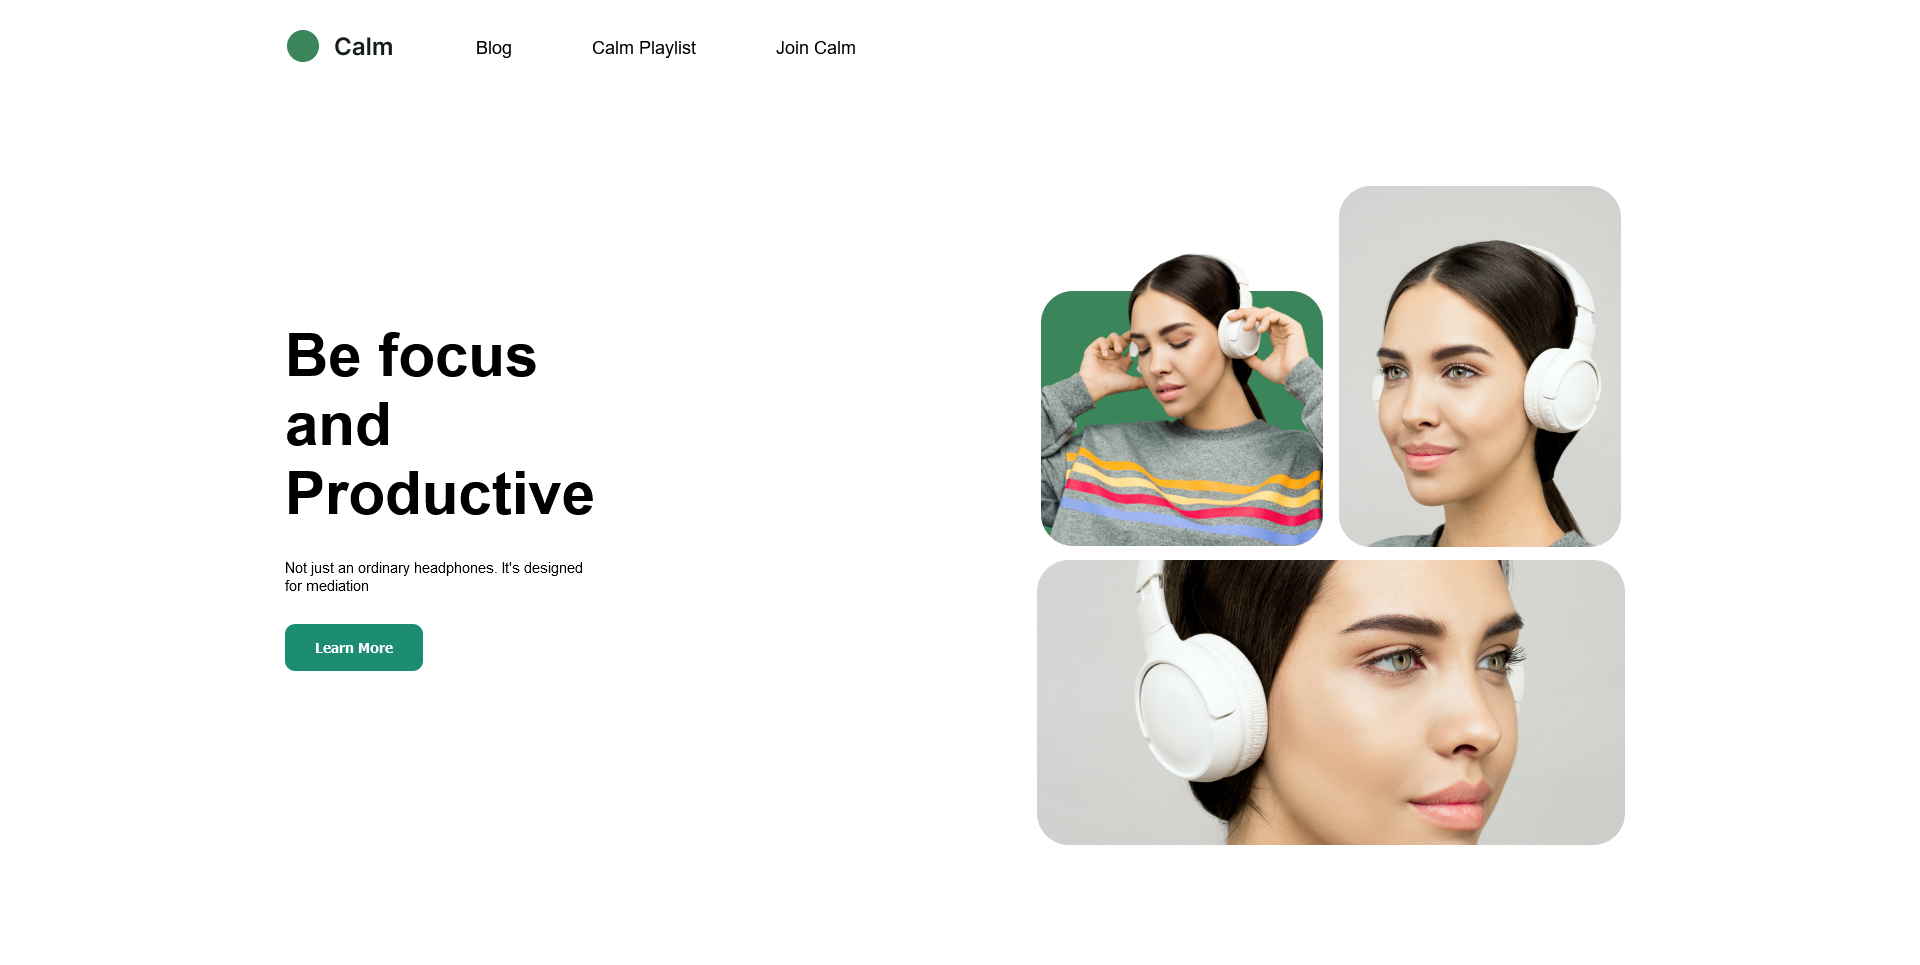 Calm
Blog
Calm Playlist
Join Calm
Be focus
and
Productive
Not just an ordinary headphones. It's designed
for mediation
Learn More